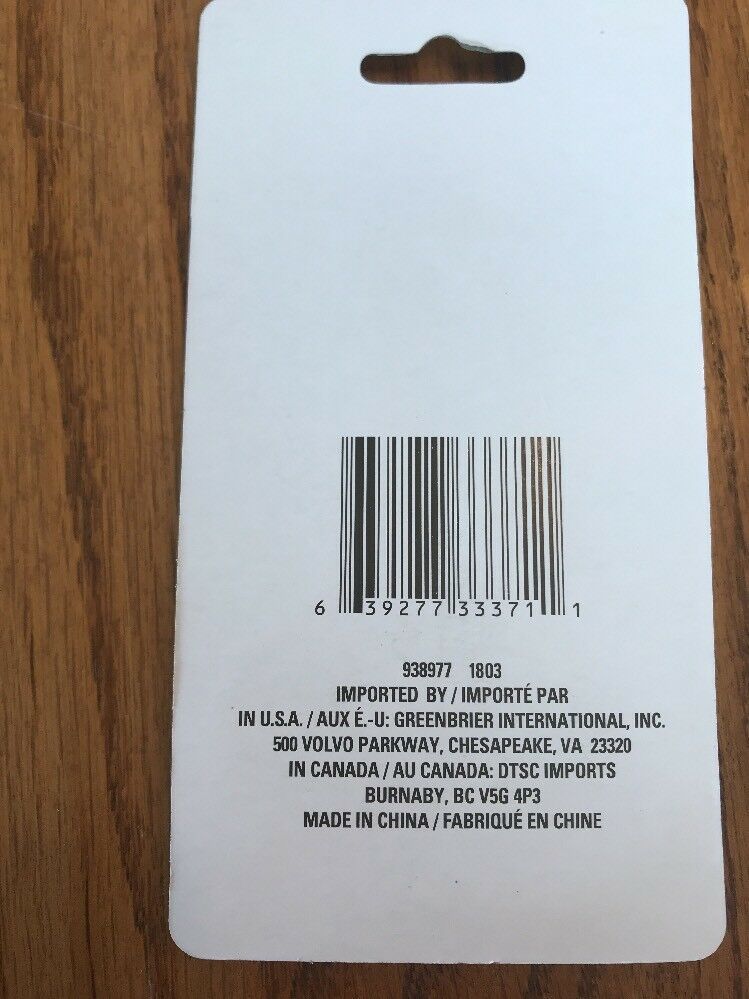 6 39277 33371 1
938977 1803
IMPORTED BY / IMPORTÉ PAR
IN U.S.A. / AUX É.-U: GREENBRIER INTERNATIONAL, INC.
500 VOLVO PARKWAY, CHESAPEAKE, VA 23320
IN CANADA / AU CANADA: DTSC IMPORTS
BURNABY, BC V5G 4P3
MADE IN CHINA / FABRIQUÉ EN CHINE